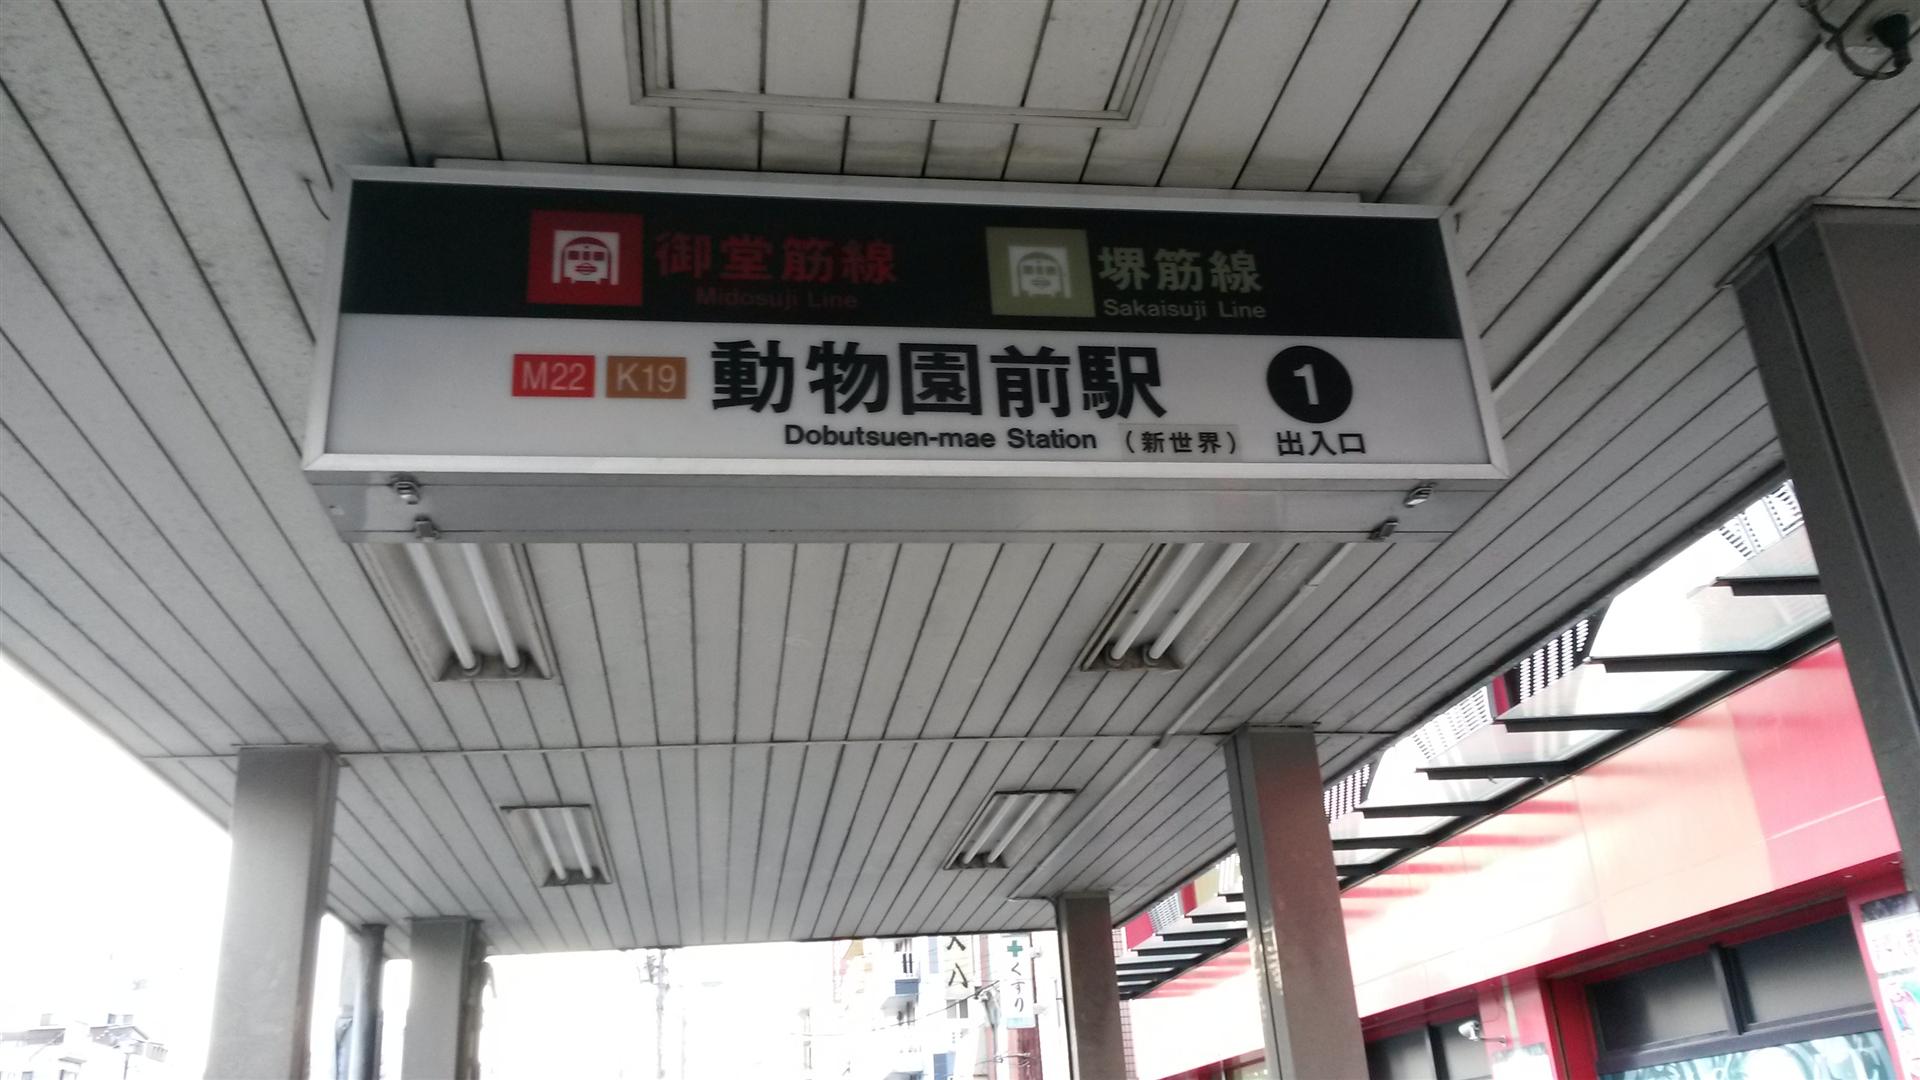 御堂筋線
Midosuji Line
堺筋線
Sakaisuji Line
M22 K19 動物園前駅 1
Dobutsuen-mae Station (新世界) 出入口
くすり